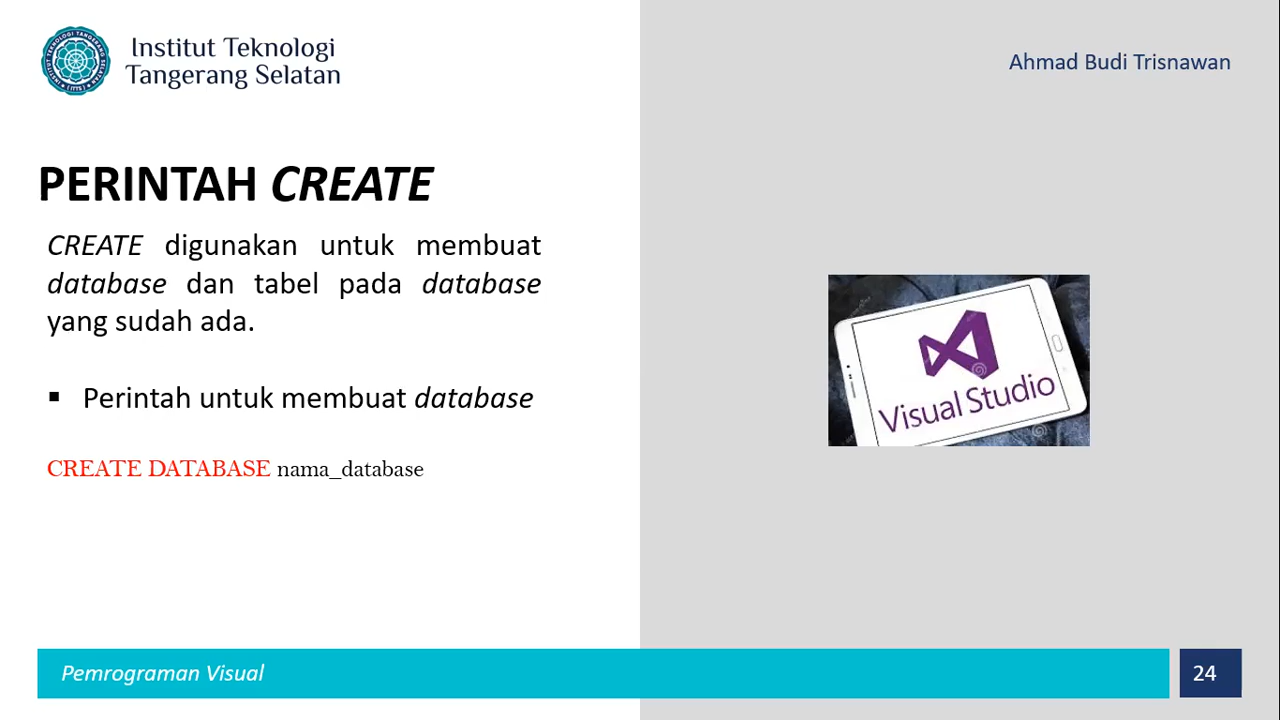 Institut Teknologi
Tangerang Selatan
Ahmad Budi Trisnawan
PERINTAH CREATE
CREATE digunakan untuk membuat
database dan tabel pada database
yang sudah ada.
▪ Perintah untuk membuat database
CREATE DATABASE nama_database
Visual Studio
Pemrograman Visual
24